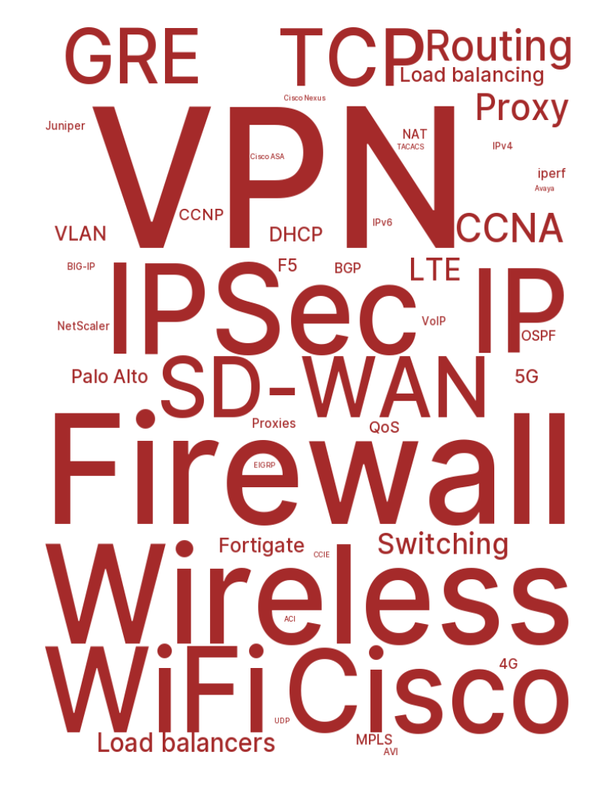 GRE
TCP
Routing
Load balancing
Cisco Nexus
Proxy
Juniper
VPN
NAT
TACACS
IPv4
Cisco ASA
iperf
Avaya
CCNP
IPv6
CCNA
VLAN
DHCP
BIG-IP
F5
BGP
LTE
IPSec
IP
NetScaler
VoIP
OSPF
Palo Alto
SD-WAN
5G
Proxies
QoS
Firewall
EIGRP
Fortigate
CCIE
Switching
Wireless
ACI
WiFi
Cisco
4G
UDP
Load balancers
MPLS
AVI